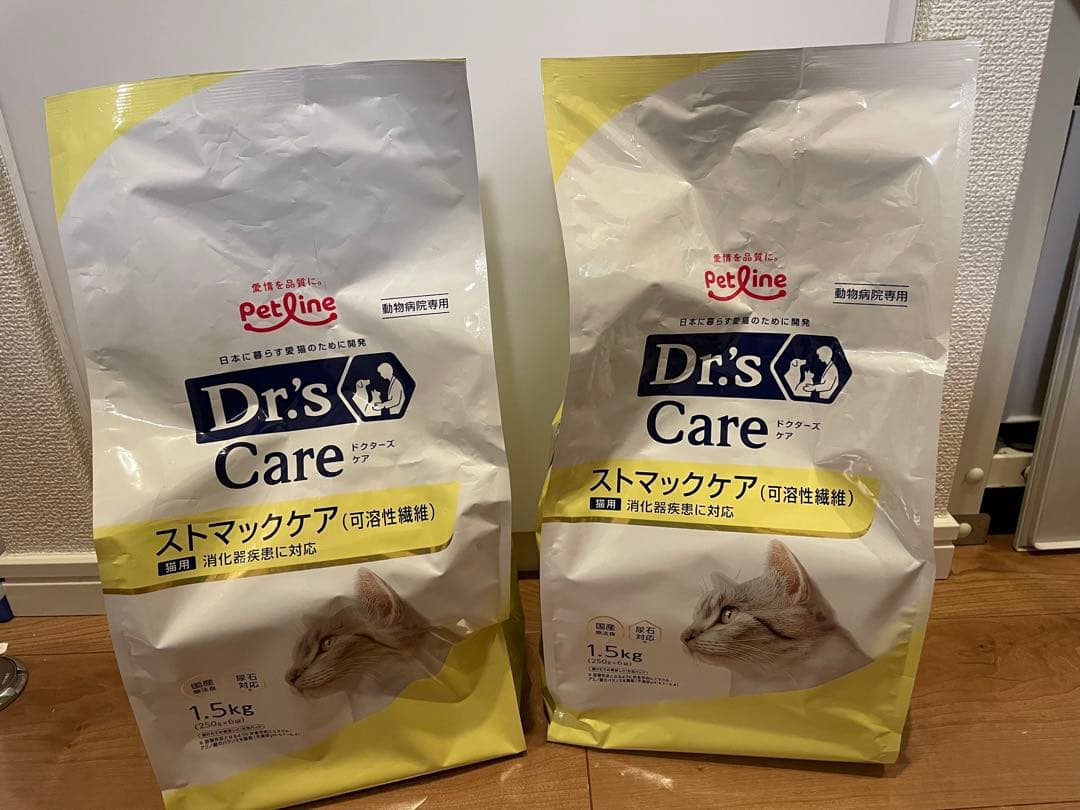 愛情を品質に。
Petline
動物病院専用
日本に暮らす愛猫のために開発
Dr.'s
Care
ドクターズ
ケア
ストマックケア(可溶性繊維)
猫用 消化器疾患に対応
国産
療法食
尿石
対応
1.5kg
(250g×6袋)
愛情を品質に。
Petline
動物病院専用
日本に暮らす愛猫のために開発
Dr.'s
Care
ドクターズ
ケア
ストマックケア(可溶性繊維)
猫用 消化器疾患に対応
国産
療法食
尿石
対応
1.5kg
(250g×6袋)